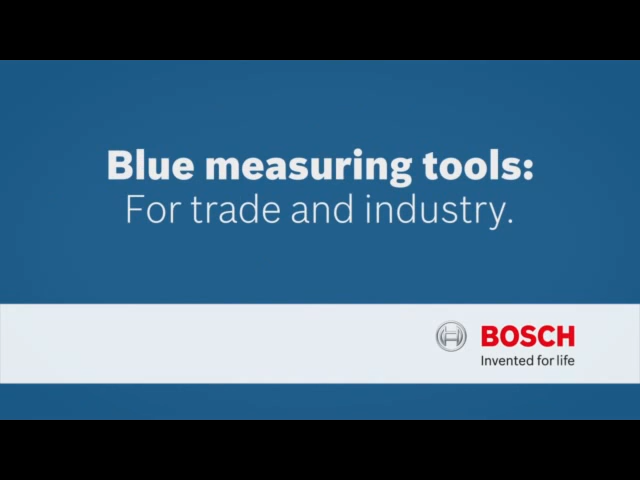 Blue measuring tools:
For trade and industry.
BOSCH
Invented for life